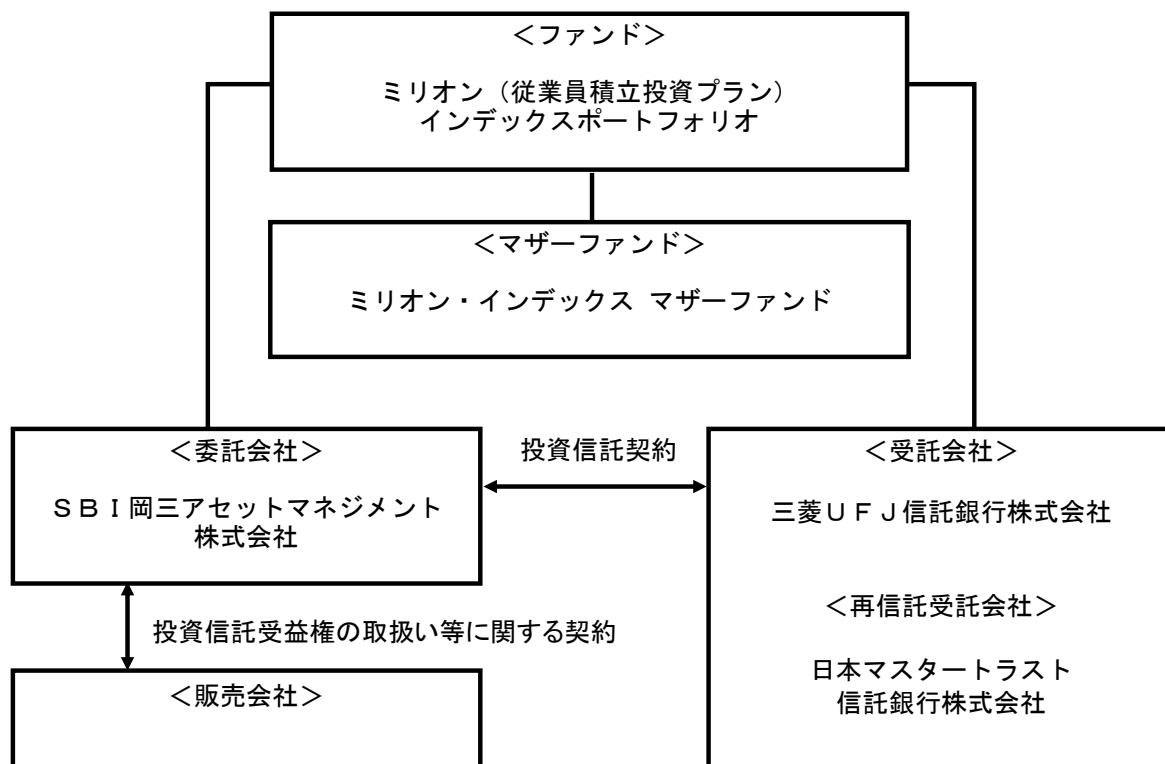 <ファンド>
ミリオン（従業員積立投資プラン）
インデックスポートフォリオ
<マザーファンド>
ミリオン・インデックス マザーファンド
<委託会社>
ＳＢＩ岡三アセットマネジメント
株式会社
投資信託契約
<受託会社>
三菱ＵＦＪ信託銀行株式会社
<再信託受託会社>
日本マスタートラスト
信託銀行株式会社
投資信託受益権の取扱い等に関する契約
<販売会社>